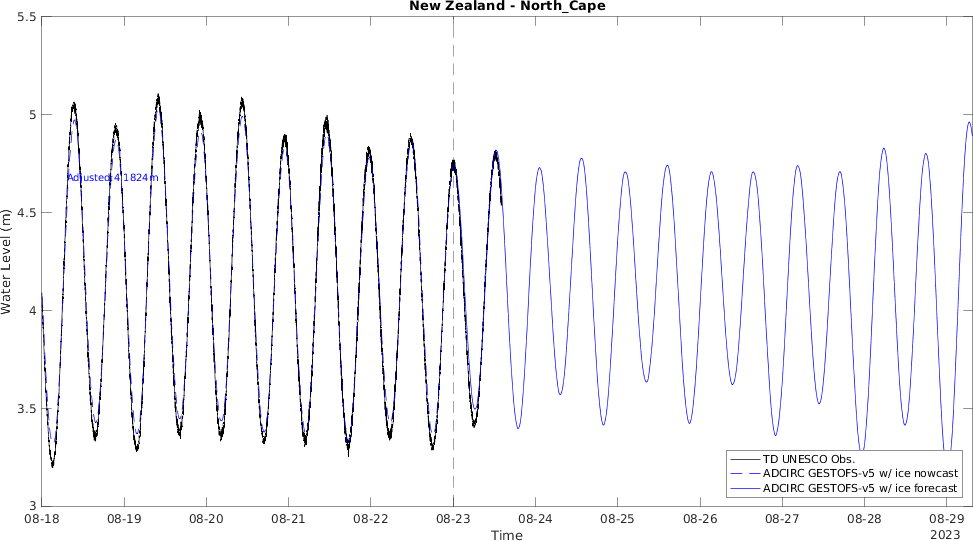 New Zealand - North_Cape
5.5
5
4.5
4
3.5
3
Water Level (m)
Adjusted 4.1824m
TD UNESCO Obs.
ADCIRC GESTOFS-v5 w/ ice nowcast
ADCIRC GESTOFS-v5 w/ ice forecast
08-18 08-19 08-20 08-21 08-22 08-23 08-24 08-25 08-26 08-27 08-28 08-29
2023
Time